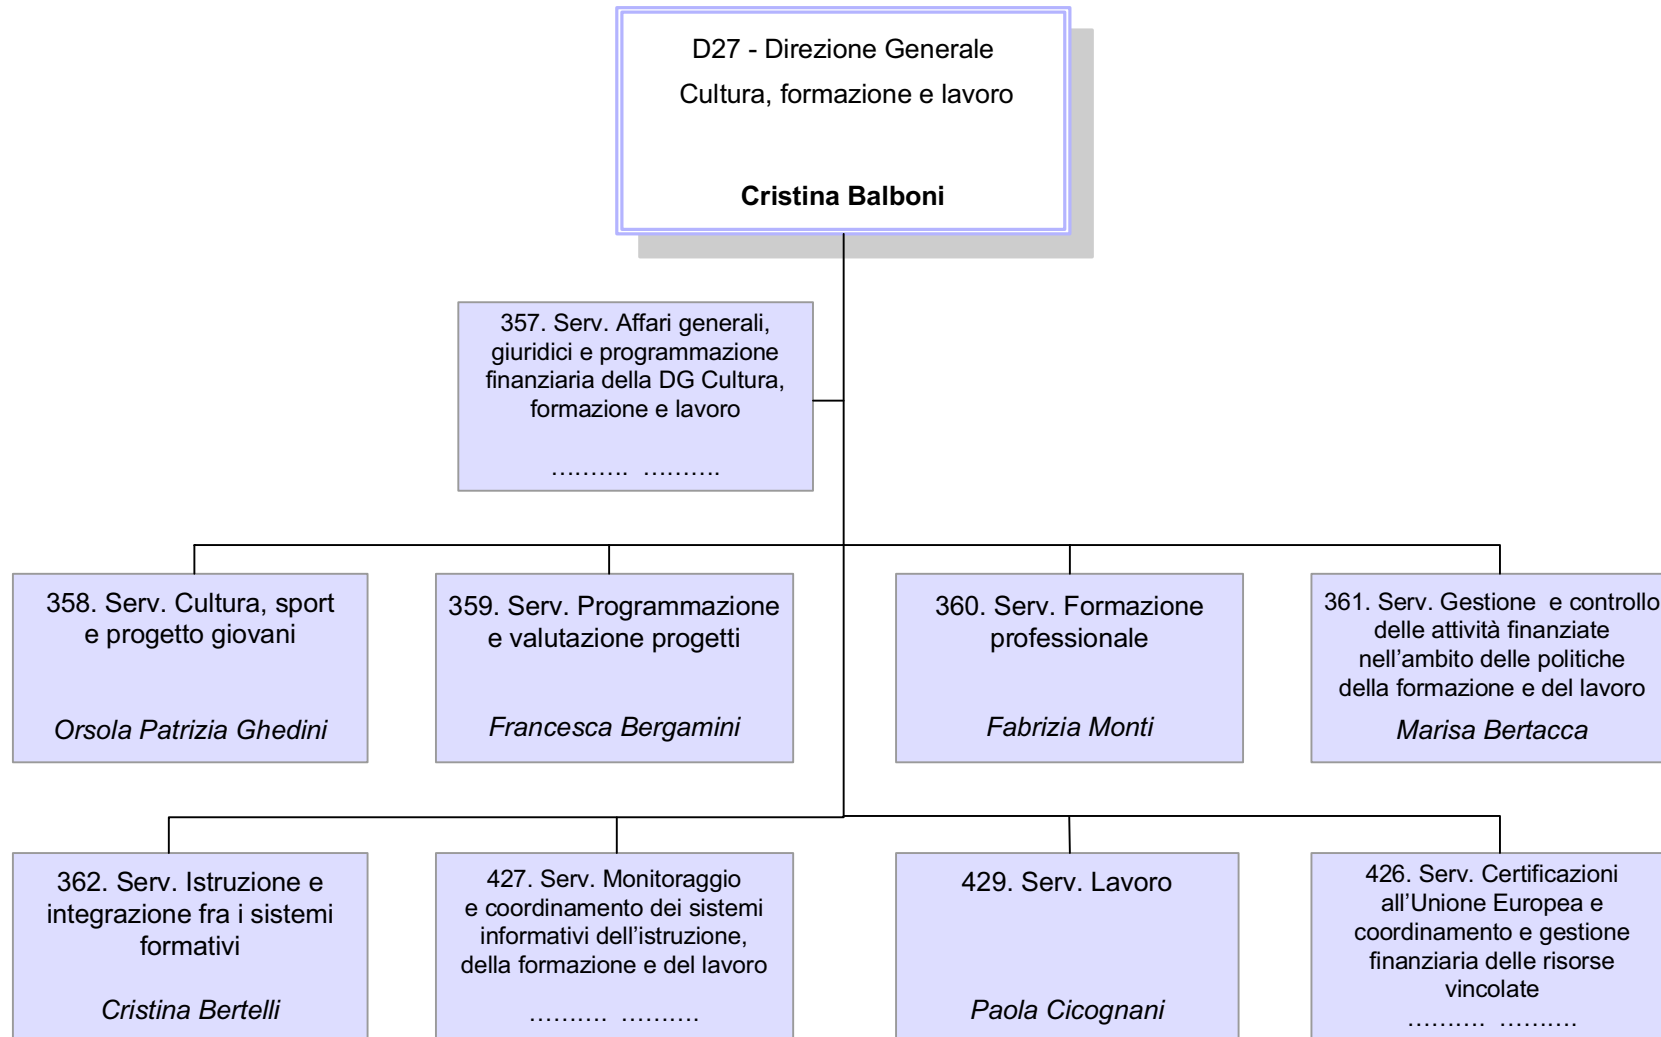 D27 - Direzione Generale
Cultura, formazione e lavoro
Cristina Balboni
357. Serv. Affari generali,
giuridici e programmazione
finanziaria della DG Cultura,
formazione e lavoro
………. ……….
358. Serv. Cultura, sport
e progetto giovani
Orsola Patrizia Ghedini
359. Serv. Programmazione
e valutazione progetti
Francesca Bergamini
360. Serv. Formazione
professionale
Fabrizia Monti
361. Serv. Gestione  e controllo
delle attività finanziate
nell’ambito delle politiche
della formazione e del lavoro
Marisa Bertacca
362. Serv. Istruzione e
integrazione fra i sistemi
formativi
Cristina Bertelli
427. Serv. Monitoraggio
e coordinamento dei sistemi
informativi dell’istruzione,
della formazione e del lavoro
………. ……….
429. Serv. Lavoro
Paola Cicognani
426. Serv. Certificazioni
all’Unione Europea e
coordinamento e gestione
finanziaria delle risorse
vincolate
………. ……….